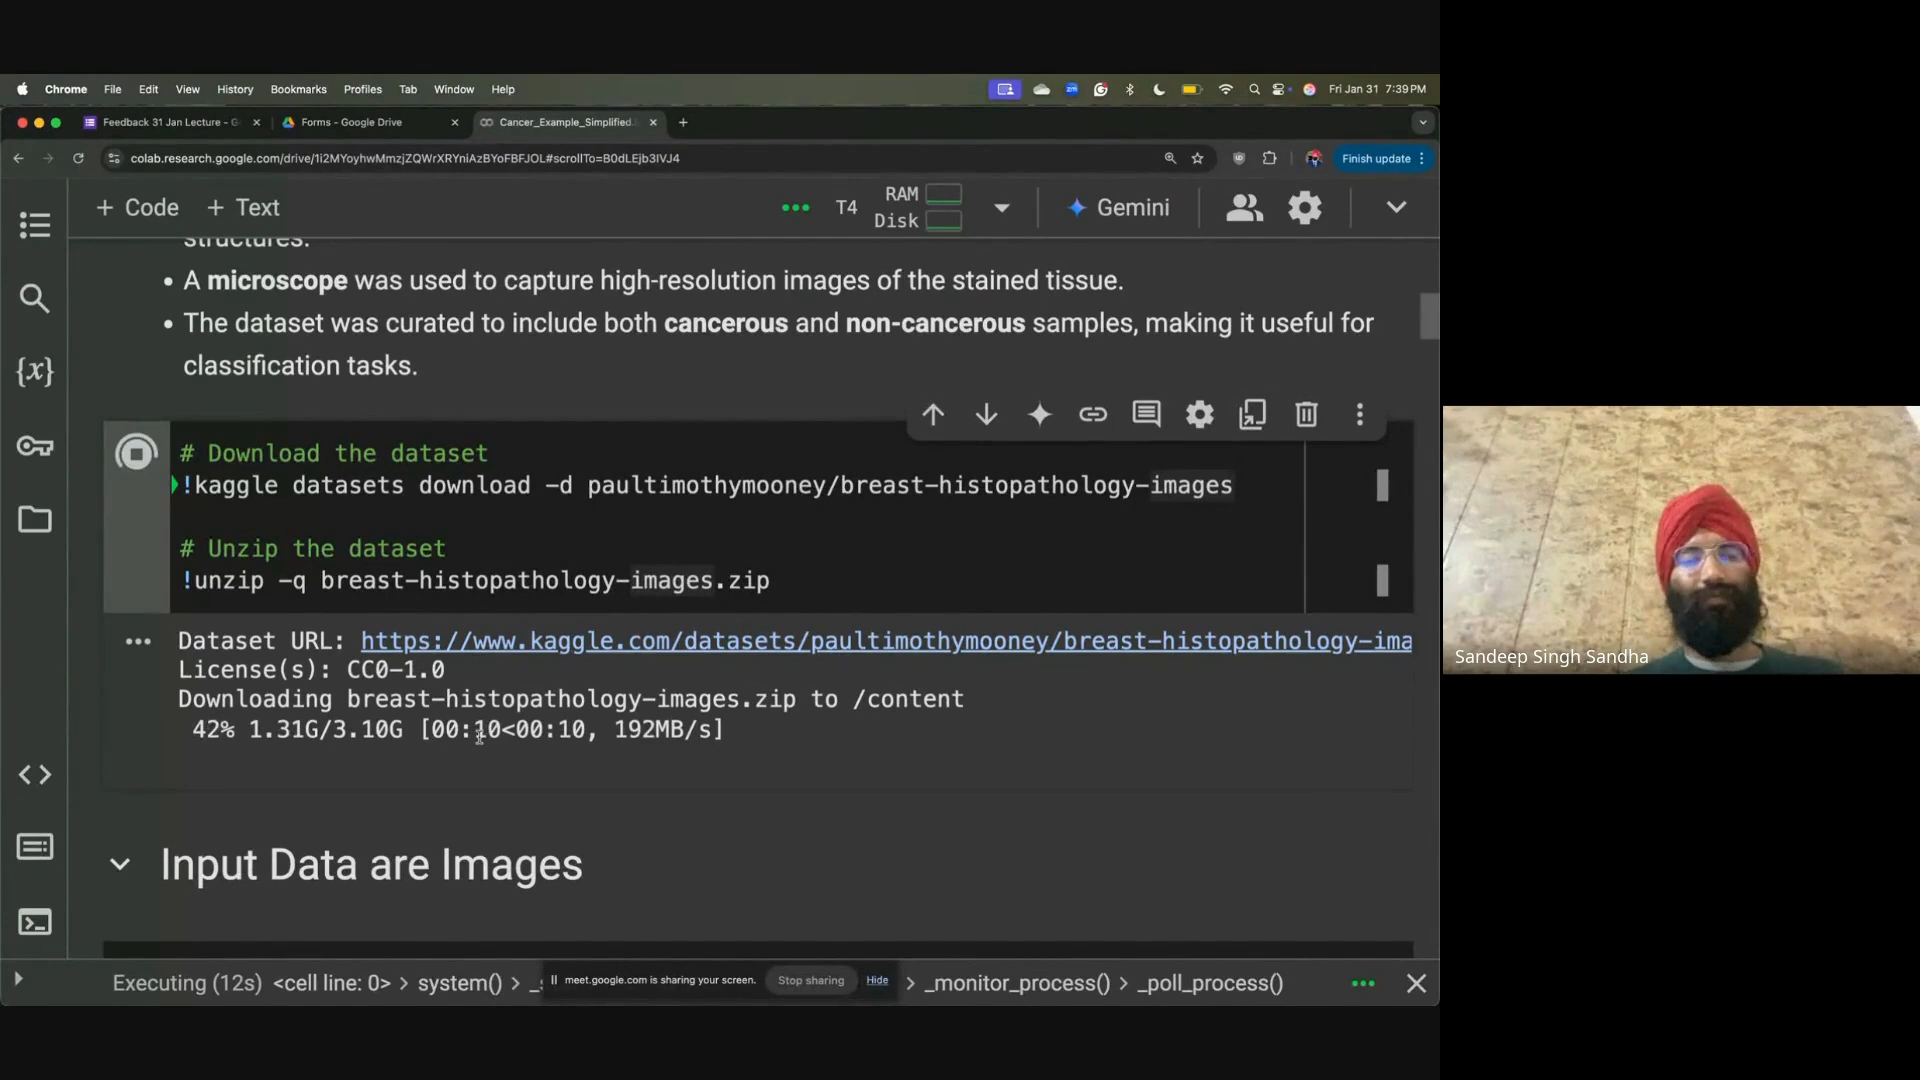 Chrome File Edit View History Bookmarks Profiles Tab Window Help Fri Jan 31 7:39 PM
Feedback 31 Jan Lecture - G Forms - Google Drive Cancer_Example_Simplified.
colab.research.google.com/drive/1i2MYoyhwMmzjZQWrXRYniAzBYoFBFJOL#scrollTo=B0dLEjb3IVJ4 Finish update
+ Code + Text T4 RAM Disk Gemini
structures.
• A microscope was used to capture high-resolution images of the stained tissue.
• The dataset was curated to include both cancerous and non-cancerous samples, making it useful for
classification tasks.
# Download the dataset
!kaggle datasets download -d paultimothymooney/breast-histopathology-images
# Unzip the dataset
!unzip -q breast-histopathology-images.zip
Dataset URL: https://www.kaggle.com/datasets/paultimothymooney/breast-histopathology-ima
License(s): CC0-1.0
Downloading breast-histopathology-images.zip to /content
42% 1.31G/3.10G [00:10<00:10, 192MB/s]
Input Data are Images
Executing (12s) <cell line: 0> > system() > _s meet.google.com is sharing your screen. Stop sharing Hide > _monitor_process() > _poll_process()
Sandeep Singh Sandha